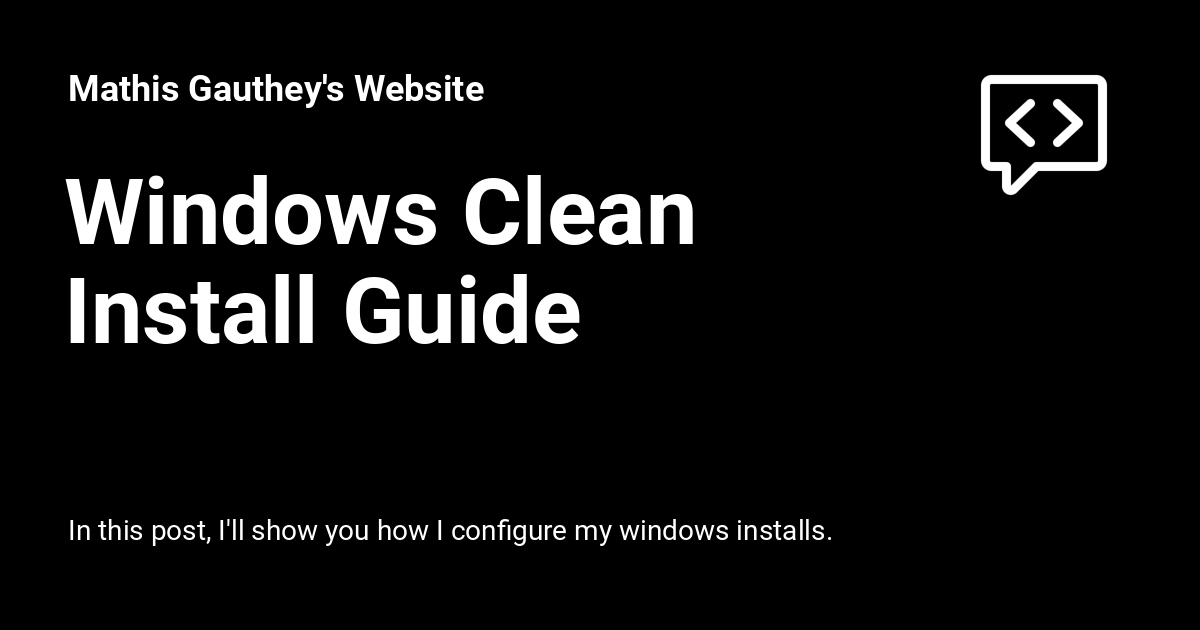 Mathis Gauthey's Website
Windows Clean
Install Guide
In this post, I'll show you how I configure my windows installs.